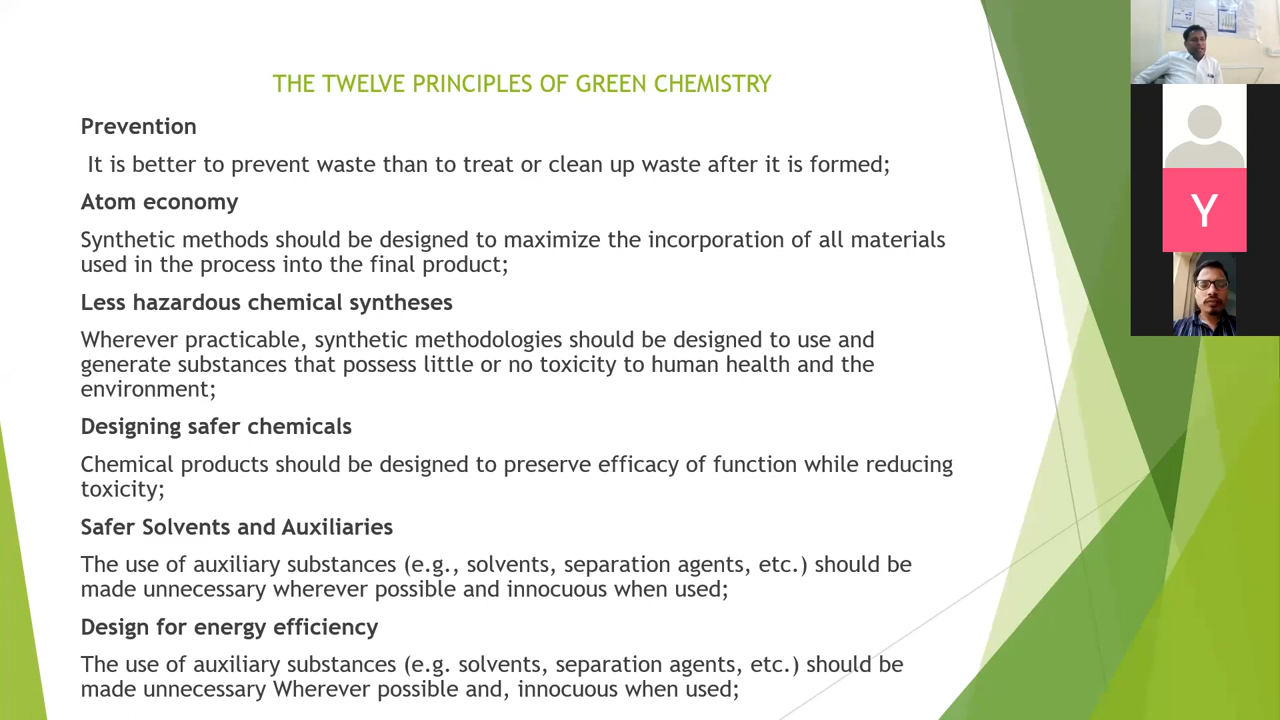 THE TWELVE PRINCIPLES OF GREEN CHEMISTRY
Prevention
It is better to prevent waste than to treat or clean up waste after it is formed;
Atom economy
Synthetic methods should be designed to maximize the incorporation of all materials
used in the process into the final product;
Less hazardous chemical syntheses
Wherever practicable, synthetic methodologies should be designed to use and
generate substances that possess little or no toxicity to human health and the
environment;
Designing safer chemicals
Chemical products should be designed to preserve efficacy of function while reducing
toxicity;
Safer Solvents and Auxiliaries
The use of auxiliary substances (e.g., solvents, separation agents, etc.) should be
made unnecessary wherever possible and innocuous when used;
Design for energy efficiency
The use of auxiliary substances (e.g. solvents, separation agents, etc.) should be
made unnecessary Wherever possible and, innocuous when used;
Y